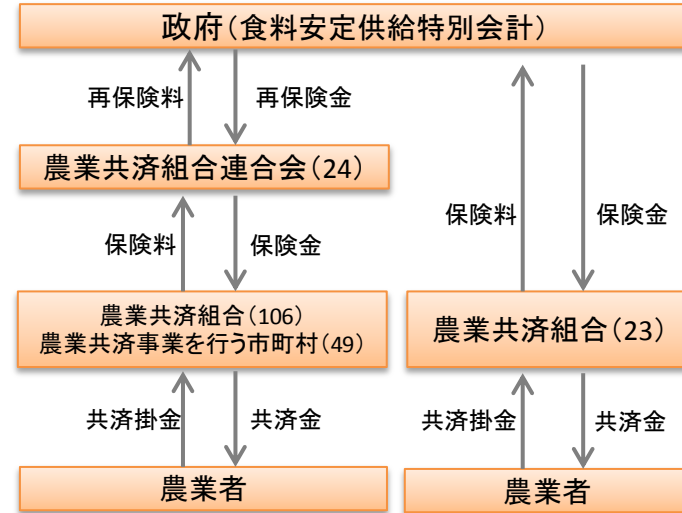 政府(食料安定供給特別会計)
再保険料
再保険金
農業共済組合連合会(24)
保険料
保険金
農業共済組合(106)
農業共済事業を行う市町村(49)
共済掛金
共済金
農業者
保険料
保険金
農業共済組合(23)
共済掛金
共済金
農業者